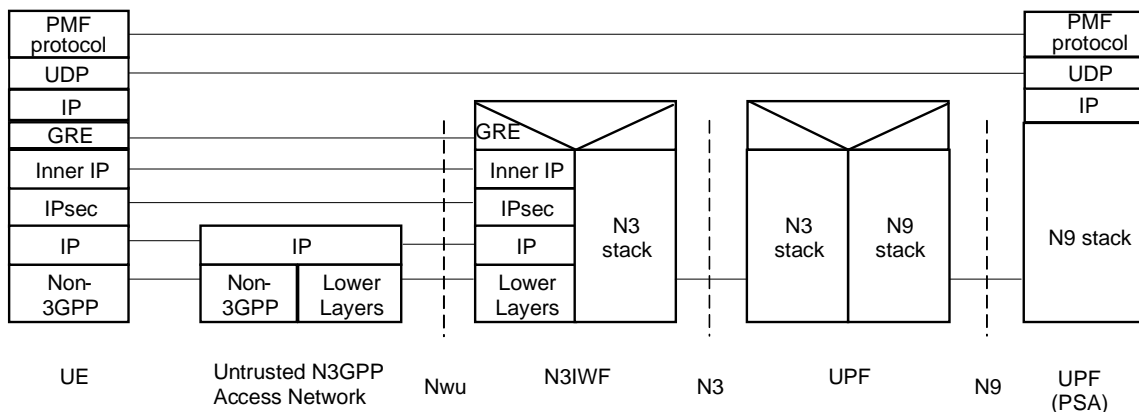 PMF
protocol
UDP
IP
GRE
Inner IP
IPsec
IP
Non-
3GPP
UE
IP
Non-
3GPP
Lower
Layers
Untrusted N3GPP
Access Network
Nwu
GRE
Inner IP
IPsec
IP
Lower
Layers
N3
stack
N3IWF
N3
N3
stack
N9
stack
UPF
N9
PMF
protocol
UDP
IP
N9 stack
UPF
(PSA)